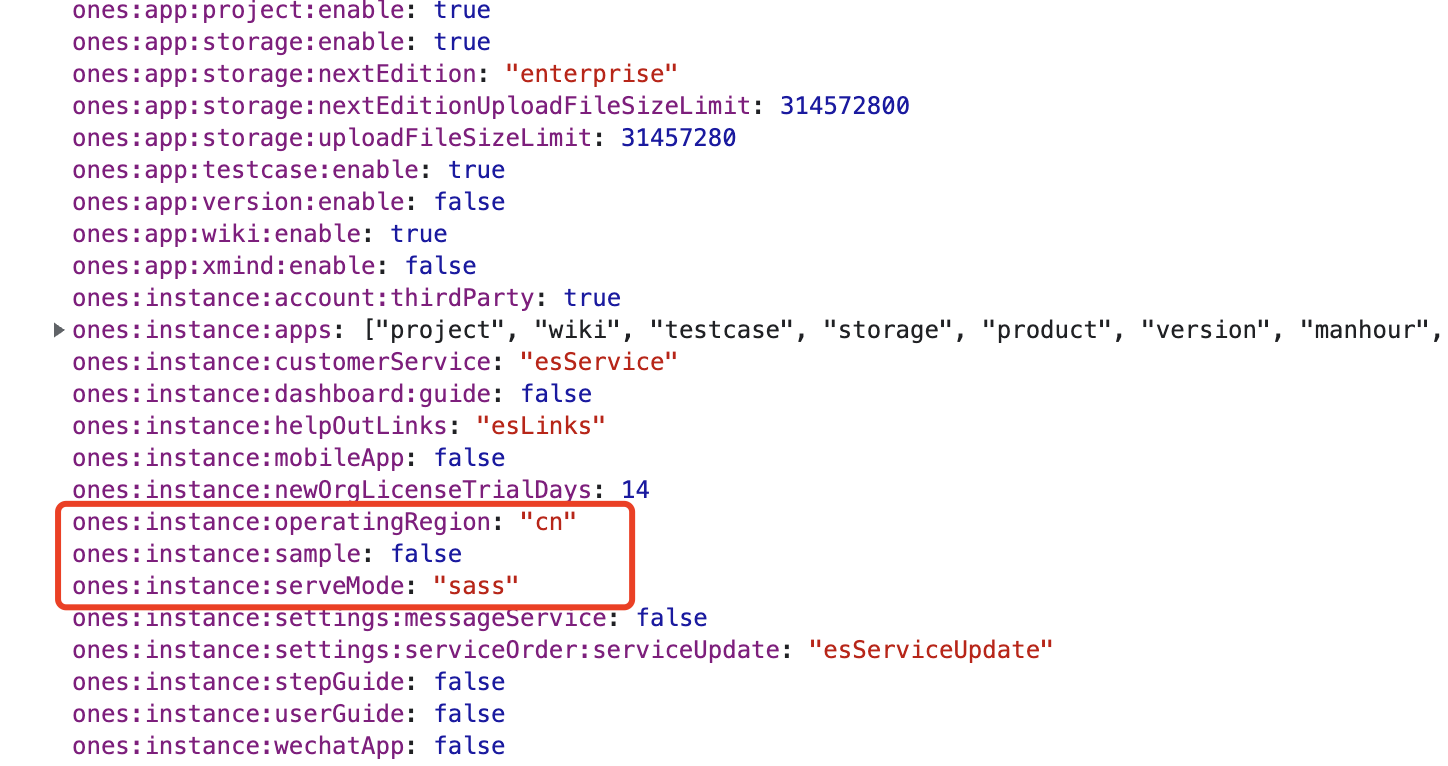 ones:app:project:enable: true
ones:app:storage:enable: true
ones:app:storage:nextEdition: "enterprise"
ones:app:storage:nextEditionUploadFileSizeLimit: 314572800
ones:app:storage:uploadFileSizeLimit: 31457280
ones:app:testcase:enable: true
ones:app:version:enable: false
ones:app:wiki:enable: true
ones:app:xmind:enable: false
ones:instance:account:thirdParty: true
ones:instance:apps: ["project", "wiki", "testcase", "storage", "product", "version", "manhour",
ones:instance:customerService: "esService"
ones:instance:dashboard:guide: false
ones:instance:helpOutLinks: "esLinks"
ones:instance:mobileApp: false
ones:instance:newOrgLicenseTrialDays: 14
ones:instance:operatingRegion: "cn"
ones:instance:sample: false
ones:instance:serveMode: "sass"
ones:instance:settings:messageService: false
ones:instance:settings:serviceOrder:serviceUpdate: "esServiceUpdate"
ones:instance:stepGuide: false
ones:instance:userGuide: false
ones:instance:wechatApp: false